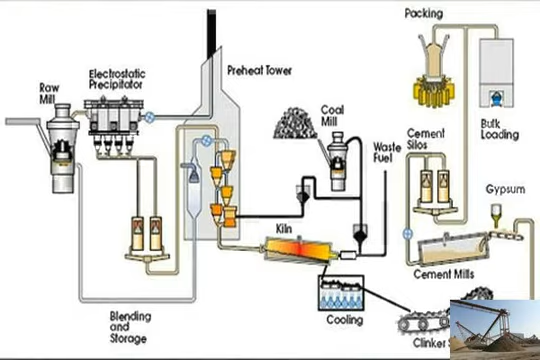 Packing
Raw
Mill
Electrostatic
Precipitator
Preheat Tower
Coal
Mill
Waste
Fuel
Cement
Silos
Bulk
Loading
Gypsum
Kiln
Cement Mills
Blending
and
Storage
Cooling
Clinker